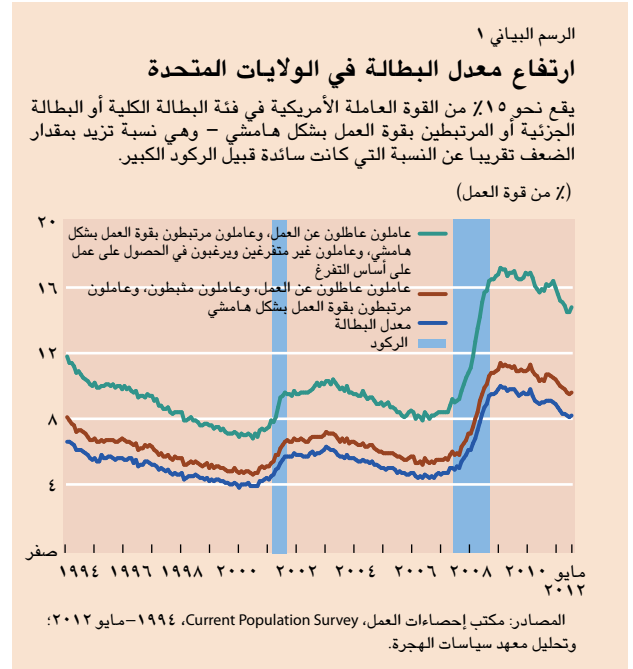 الرسم البياني ١
ارتفاع معدل البطالة في الولايات المتحدة
يقع نحو ١٥٪ من القوة العاملة الأمريكية في فئة البطالة الكلية أو البطالة
الجزئية أو المرتبطين بقوة العمل بشكل هامشي – وهي نسبة تزيد بمقدار
الضعف تقريبا عن النسبة التي كانت سائدة قبيل الركود الكبير.
(٪ من قوة العمل)
٢٠
١٦
١٢
٨
٤
صفر
عاملون عاطلون عن العمل، وعاملون مرتبطون بقوة العمل بشكل
هامشي، وعاملون غير متفرغين ويرغبون في الحصول على عمل
على أساس التفرغ
عاملون عاطلون عن العمل، وعاملون مثبطون، وعاملون
مرتبطون بقوة العمل بشكل هامشي
معدل البطالة
الركود
١٩٩٤ ١٩٩٦ ١٩٩٨ ٢٠٠٠ ٢٠٠٢ ٢٠٠٤ ٢٠٠٦ ٢٠٠٨ ٢٠١٠ مايو
٢٠١٢
المصادر: مكتب إحصاءات العمل، Current Population Survey، ١٩٩٤–مايو ٢٠١٢؛
وتحليل معهد سياسات الهجرة.